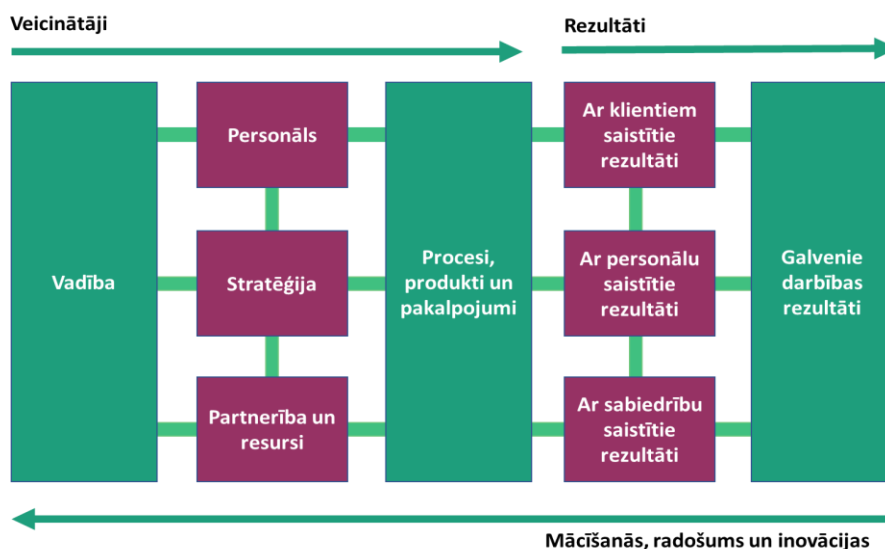 Veicinātāji
Rezultāti
Vadība
Personāls
Stratēģija
Partnerība un
resursi
Procesi,
produkti un
pakalpojumi
Ar klientiem
saistītie
rezultāti
Ar personālu
saistītie
rezultāti
Ar sabiedrību
saistītie
rezultāti
Galvenie
darbības
rezultāti
Mācīšanās, radošums un inovācijas